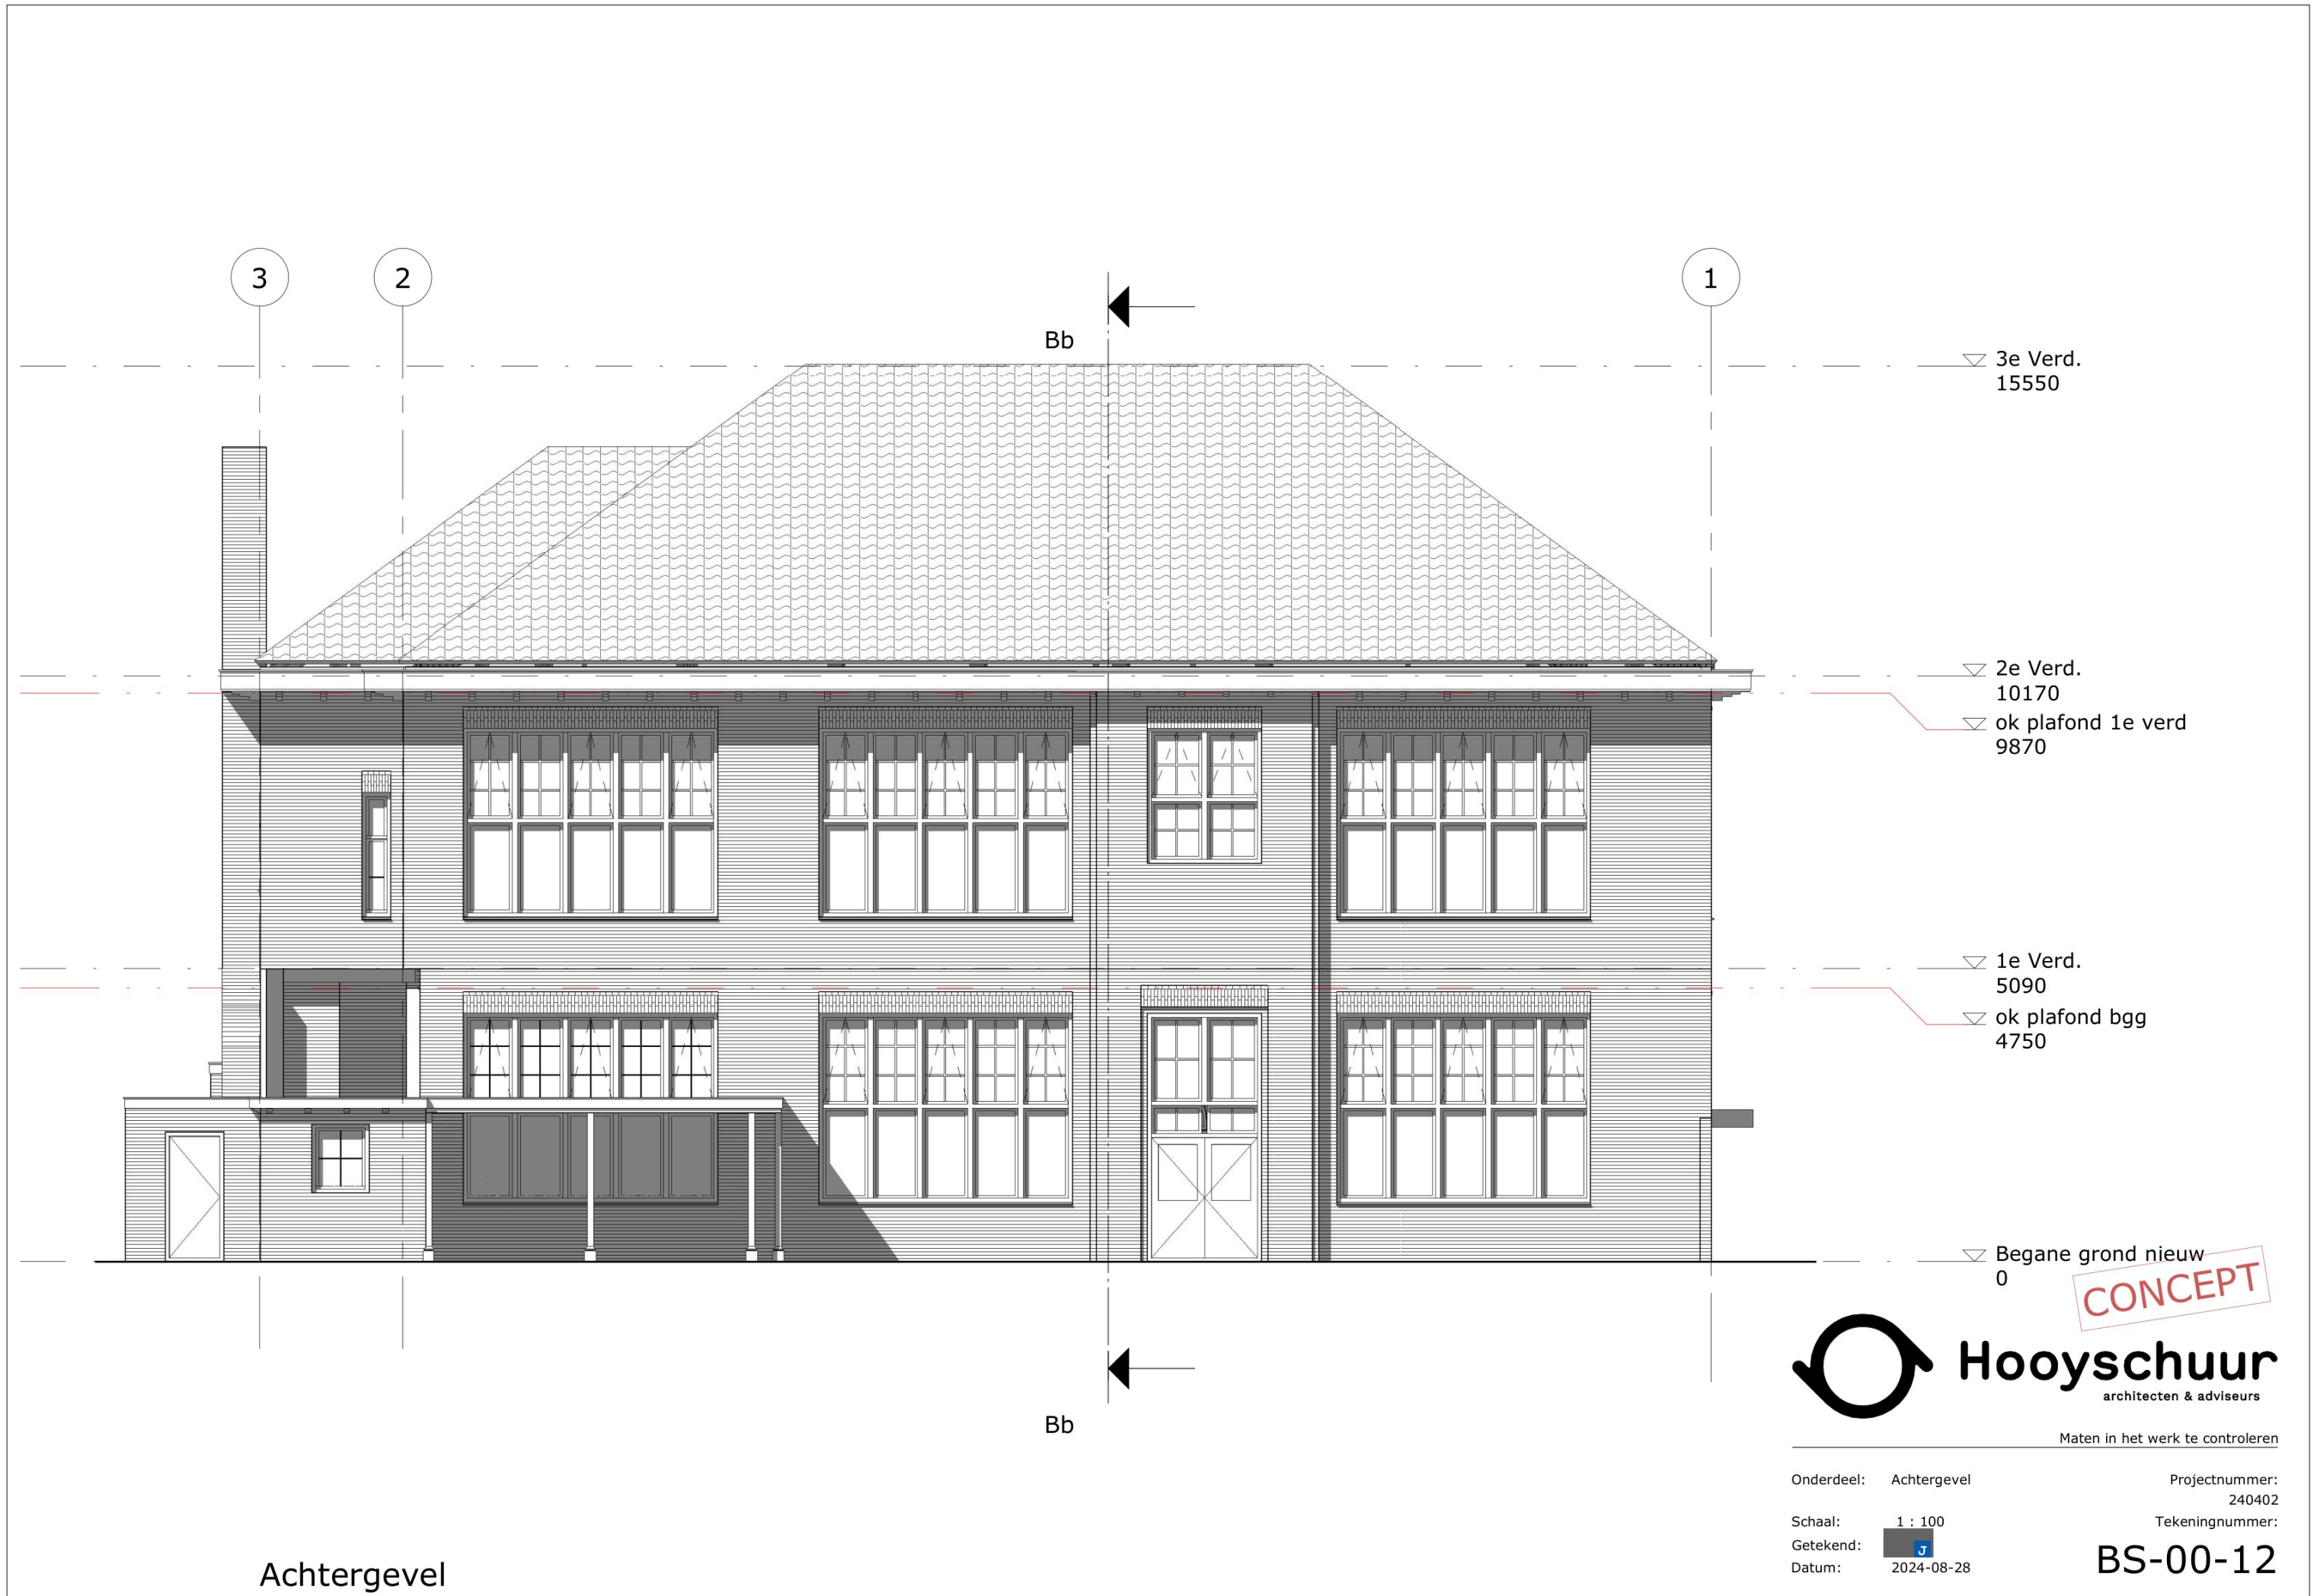 3
2
1
Bb
3e Verd.
15550
2e Verd.
10170
ok plafond 1e verd
9870
1e Verd.
5090
ok plafond bgg
4750
Begane grond nieuw
0
CONCEPT
Hooyschuur
architecten & adviseurs
Bb
Maten in het werk te controleren
Onderdeel: Achtergevel
Projectnummer:
240402
Schaal: 1 : 100
Tekeningnummer:
Getekend: J
Datum: 2024-08-28
BS-00-12
Achtergevel